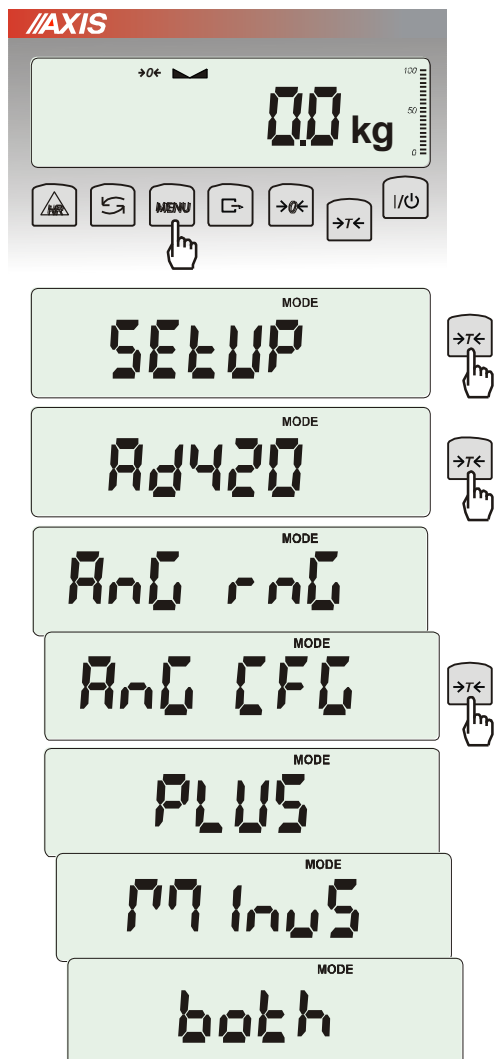 //AXIS
→0← 100
50
0.0 kg
0
HR MENU →0← →T← I/⏻
MODE
SEtUP
→T←
MODE
Ad420
→T←
MODE
AnG rnG
MODE
AnG CFG
→T←
MODE
PLUS
MODE
MInuS
MODE
both